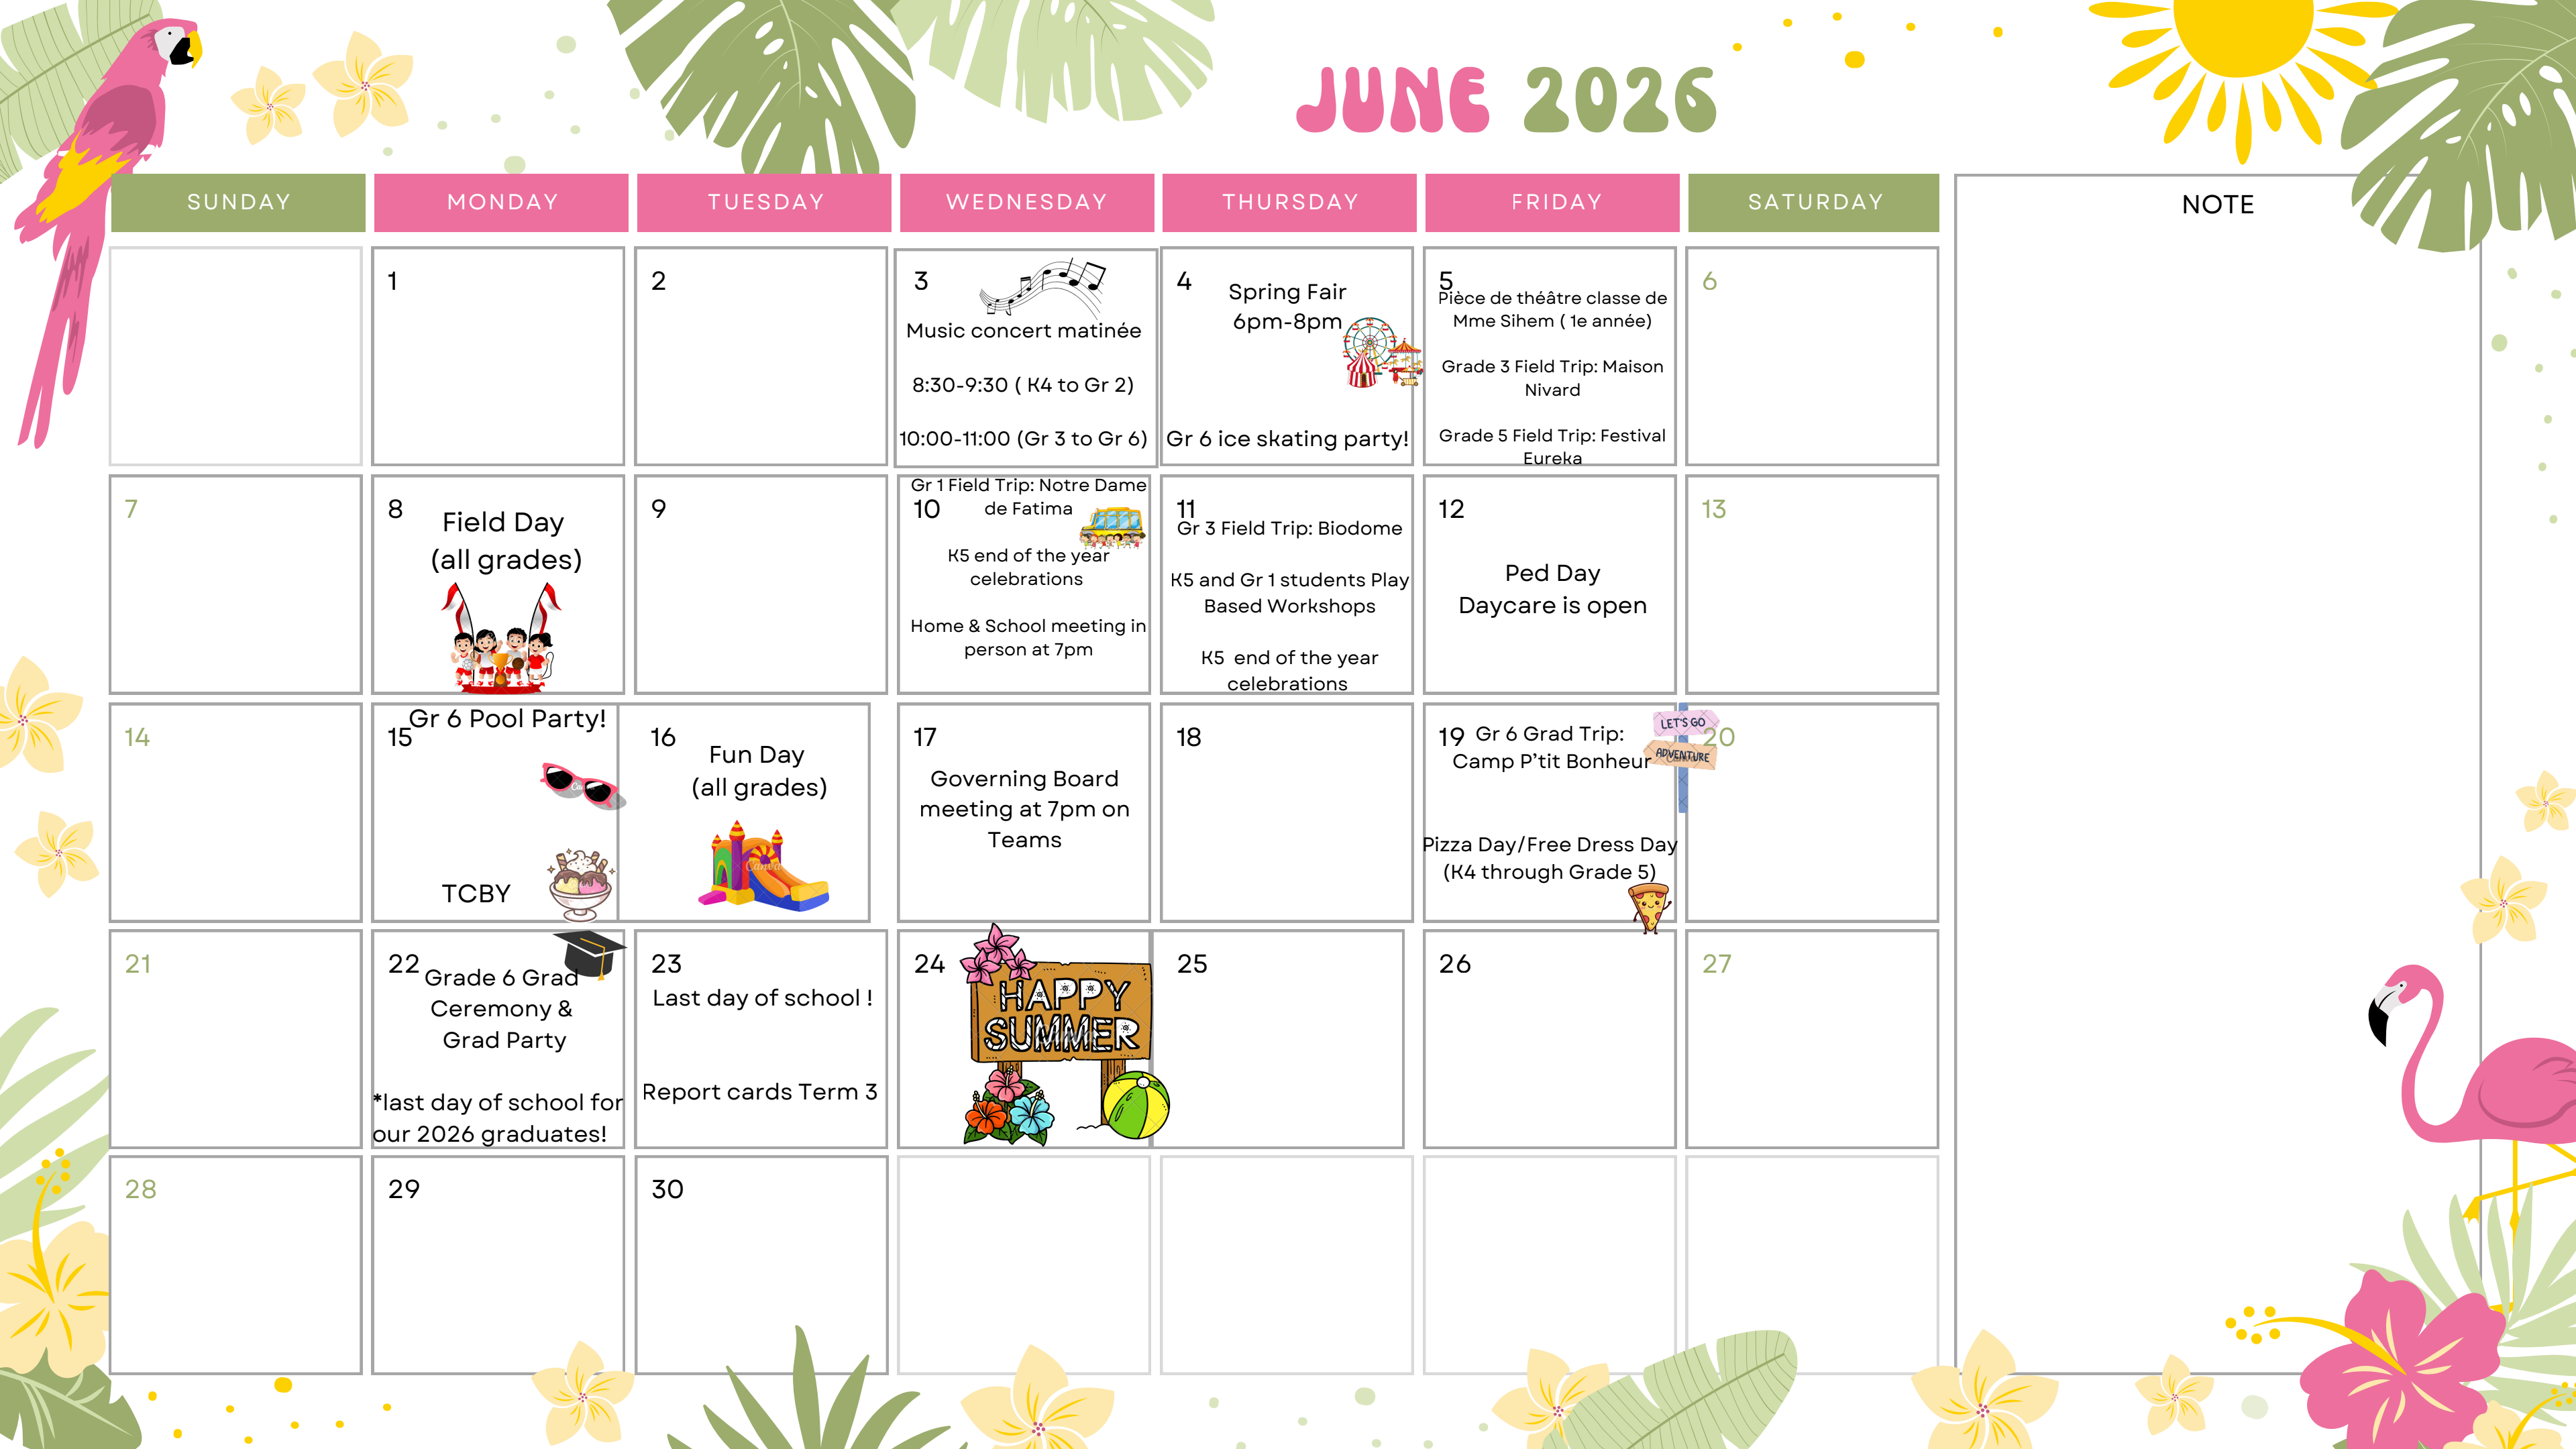 JUNE 2026
SUNDAY
MONDAY
TUESDAY
WEDNESDAY
THURSDAY
FRIDAY
SATURDAY
NOTE
1
2
3
Music concert matinée
8:30-9:30 ( K4 to Gr 2)
10:00-11:00 (Gr 3 to Gr 6)
4
Spring Fair
6pm-8pm
Gr 6 ice skating party!
5
Pièce de théâtre classe de
Mme Sihem ( 1e année)
Grade 3 Field Trip: Maison
Nivard
Grade 5 Field Trip: Festival
Eureka
6
7
8
Field Day
(all grades)
9
10
Gr 1 Field Trip: Notre Dame
de Fatima
K5 end of the year
celebrations
Home & School meeting in
person at 7pm
11
Gr 3 Field Trip: Biodome
K5 and Gr 1 students Play
Based Workshops
K5 end of the year
celebrations
12
Ped Day
Daycare is open
13
14
15
Gr 6 Pool Party!
TCBY
16
Fun Day
(all grades)
17
Governing Board
meeting at 7pm on
Teams
18
19
Gr 6 Grad Trip:
Camp P'tit Bonheur
Pizza Day/Free Dress Day
(K4 through Grade 5)
LET'S GO
ADVENTURE
20
21
22
Grade 6 Grad
Ceremony &
Grad Party
*last day of school for
our 2026 graduates!
23
Last day of school !
Report cards Term 3
24
HAPPY
SUMMER
25
26
27
28
29
30